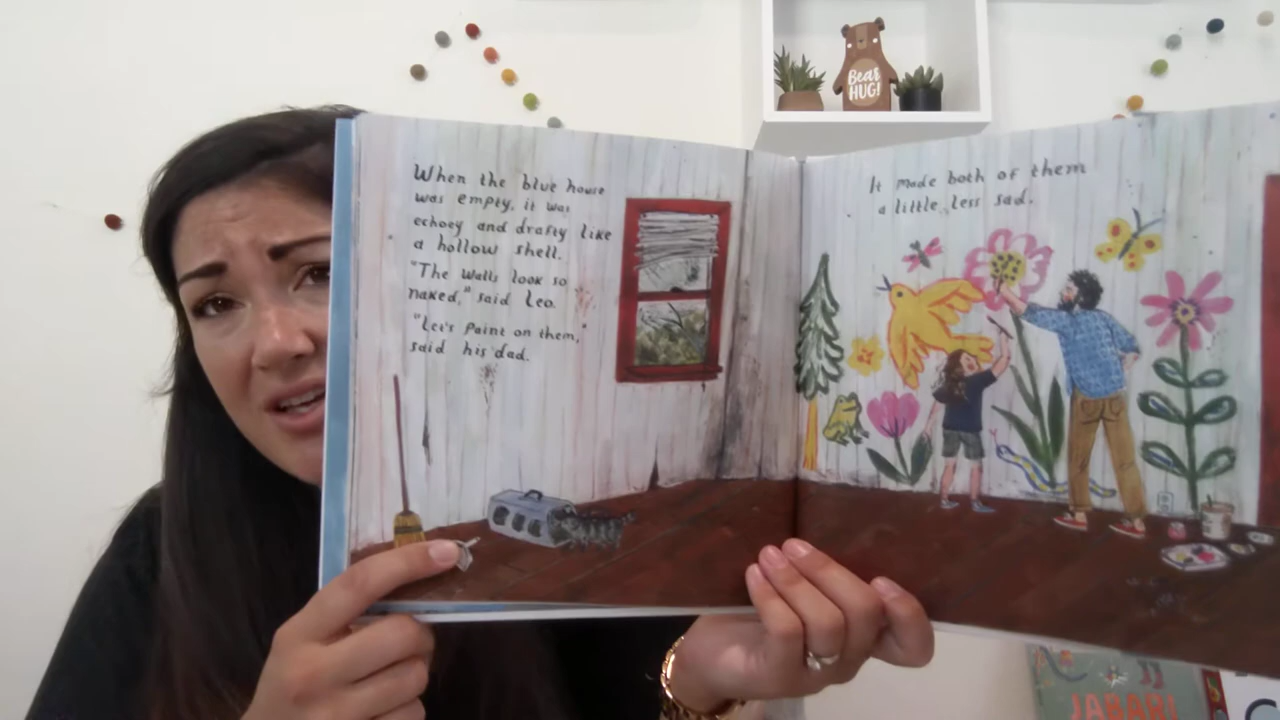 Bear
HUG!
When the blue house
was empty, it was
echoey and drafty like
a hollow shell.
"The walls look so
naked," said Leo.
"Let's paint on them,"
said his dad.
It made both of them
a little less sad.
JABARI